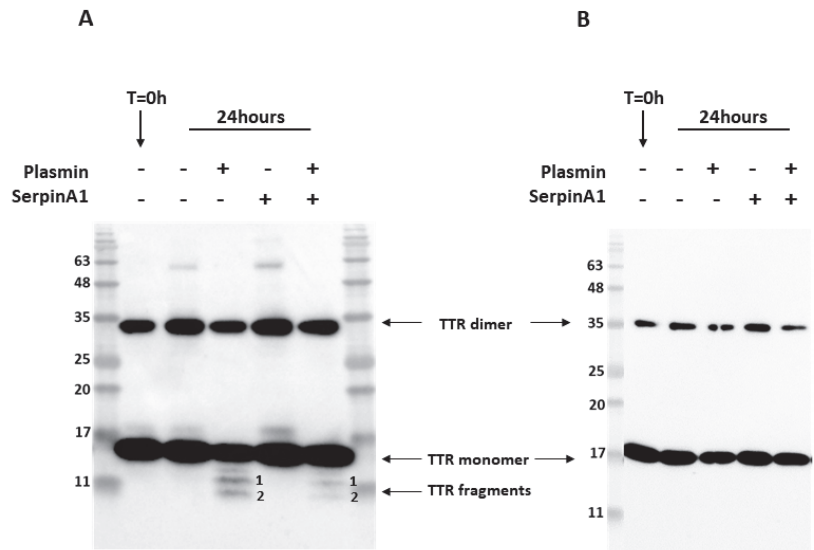 A
B
T=0h
24hours
Plasmin - - + - +
SerpinA1 - - - + +
63
48
35
25
20
17
11
1
2
1
2
TTR dimer
TTR monomer
TTR fragments
T=0h
24hours
Plasmin - - + - +
SerpinA1 - - - + +
63
48
35
25
20
17
11